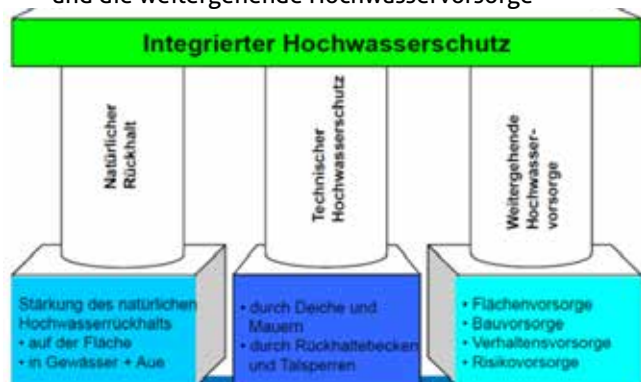 und die weitergehende Hochwasservorsorge
Integrierter Hochwasserschutz
Natürlicher
Rückhalt
Technischer
Hochwasserschutz
Weitergehende
Hochwasser-
vorsorge
Stärkung des natürlichen
Hochwasserrückhalts
• auf der Fläche
• in Gewässer + Aue
• durch Deiche und
Mauern
• durch Rückhaltebecken
und Talsperren
• Flächenvorsorge
• Bauvorsorge
• Verhaltensvorsorge
• Risikovorsorge